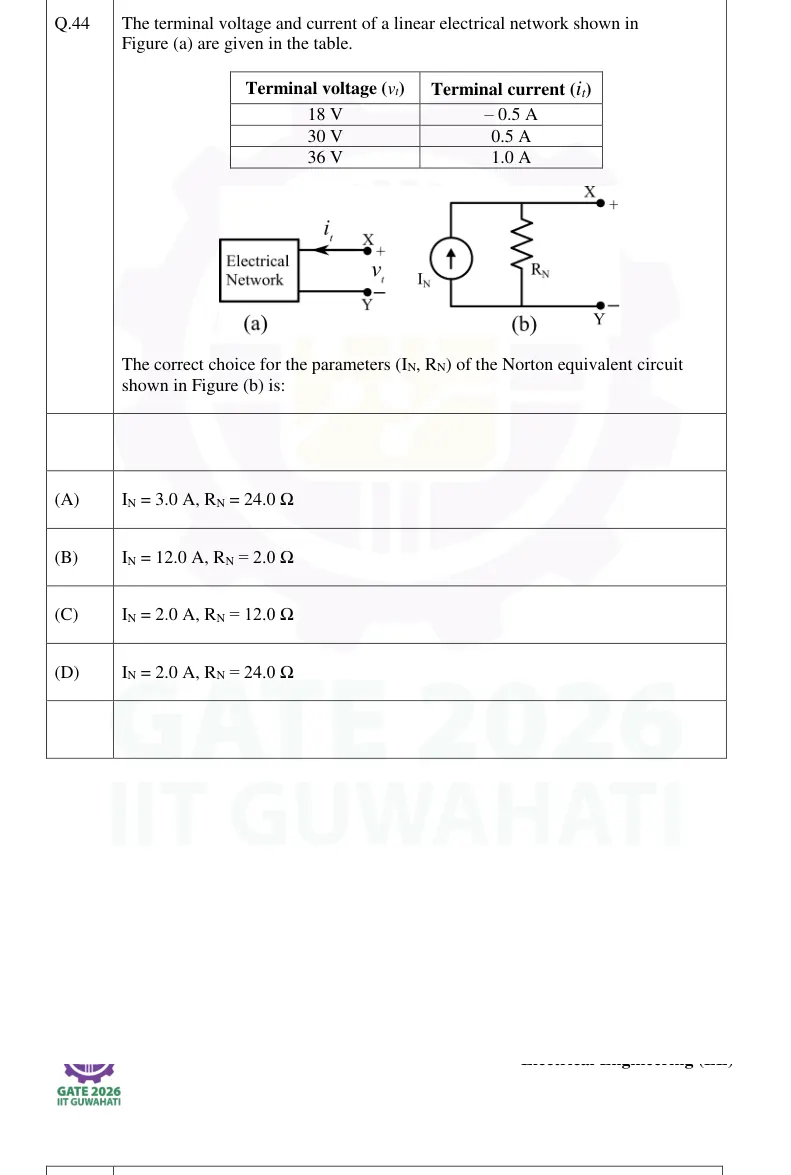 Q.44
The terminal voltage and current of a linear electrical network shown in
Figure (a) are given in the table.
Terminal voltage (vt) Terminal current (it)
18 V – 0.5 A
30 V 0.5 A
36 V 1.0 A
it
X
+
Electrical
Network
vt
–
Y
(a)
X
+
IN
RN
–
Y
(b)
The correct choice for the parameters (IN, RN) of the Norton equivalent circuit
shown in Figure (b) is:
(A) IN = 3.0 A, RN = 24.0 Ω
(B) IN = 12.0 A, RN = 2.0 Ω
(C) IN = 2.0 A, RN = 12.0 Ω
(D) IN = 2.0 A, RN = 24.0 Ω
GATE 2026
IIT GUWAHATI
GATE 2026
IIT GUWAHATI